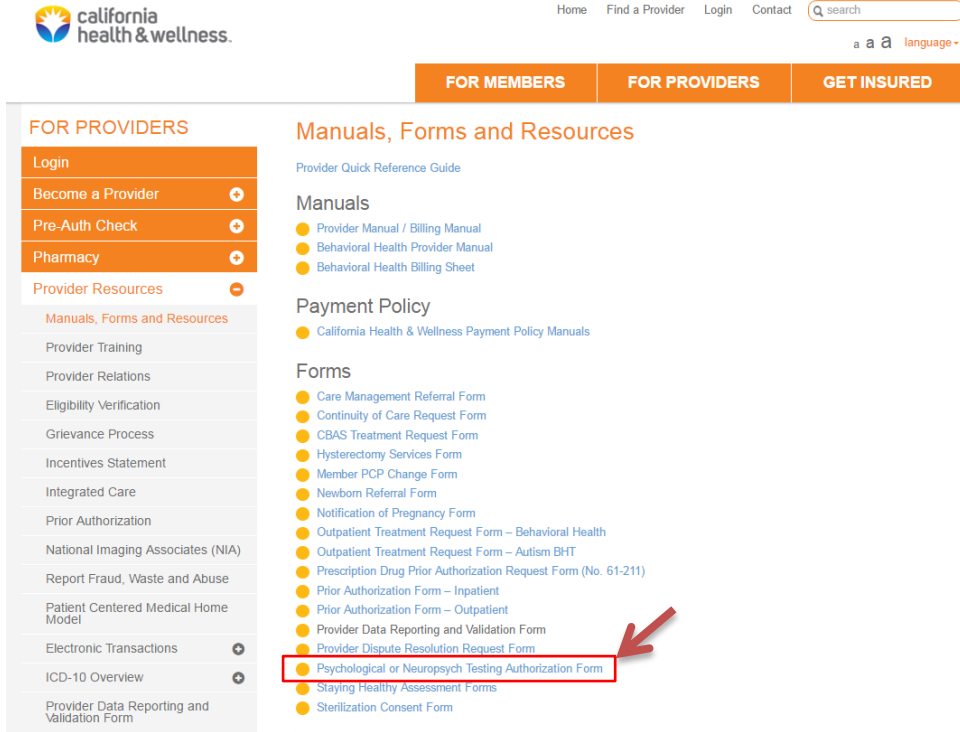 california
health & wellness.
Home Find a Provider Login Contact search
a a a language
FOR MEMBERS FOR PROVIDERS GET INSURED
FOR PROVIDERS
Login
Become a Provider
Pre-Auth Check
Pharmacy
Provider Resources
Manuals, Forms and Resources
Provider Training
Provider Relations
Eligibility Verification
Grievance Process
Incentives Statement
Integrated Care
Prior Authorization
National Imaging Associates (NIA)
Report Fraud, Waste and Abuse
Patient Centered Medical Home
Model
Electronic Transactions
ICD-10 Overview
Provider Data Reporting and
Validation Form
Manuals, Forms and Resources
Provider Quick Reference Guide
Manuals
Provider Manual / Billing Manual
Behavioral Health Provider Manual
Behavioral Health Billing Sheet
Payment Policy
California Health & Wellness Payment Policy Manuals
Forms
Care Management Referral Form
Continuity of Care Request Form
CBAS Treatment Request Form
Hysterectomy Services Form
Member PCP Change Form
Newborn Referral Form
Notification of Pregnancy Form
Outpatient Treatment Request Form – Behavioral Health
Outpatient Treatment Request Form – Autism BHT
Prescription Drug Prior Authorization Request Form (No. 61-211)
Prior Authorization Form – Inpatient
Prior Authorization Form – Outpatient
Provider Data Reporting and Validation Form
Provider Dispute Resolution Request Form
Psychological or Neuropsych Testing Authorization Form
Staying Healthy Assessment Forms
Sterilization Consent Form